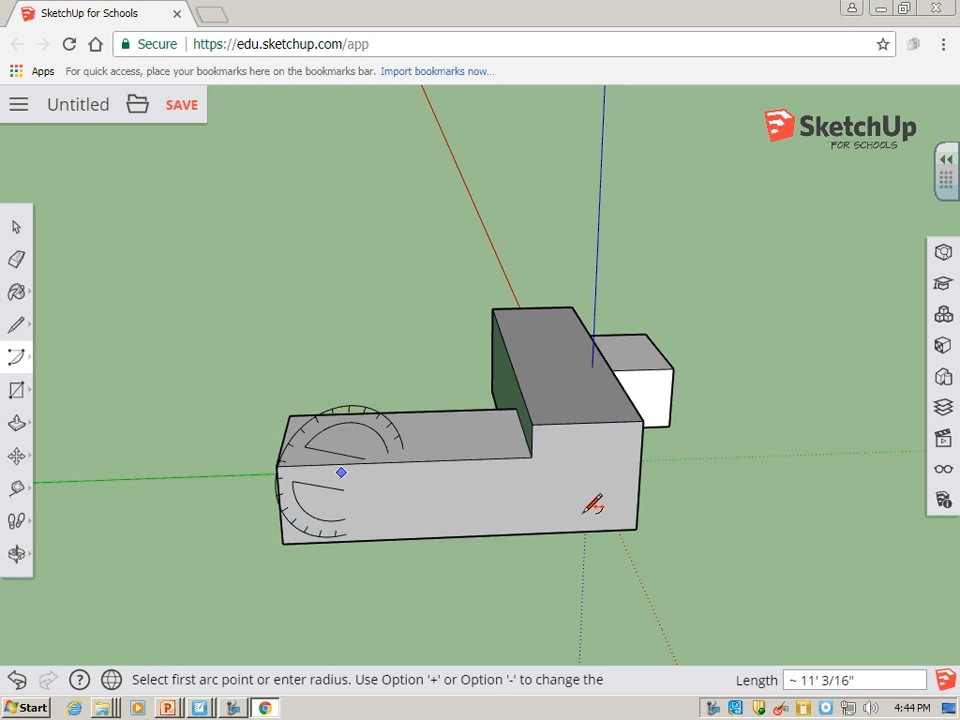 SketchUp for Schools
Secure
https://edu.sketchup.com/app
Apps
For quick access, place your bookmarks here on the bookmarks bar.
Import bookmarks now...
Untitled
SAVE
SketchUp
FOR SCHOOLS
?
Select first arc point or enter radius. Use Option '+' or Option '-' to change the
Length
~ 11' 3/16"
Start
4:44 PM